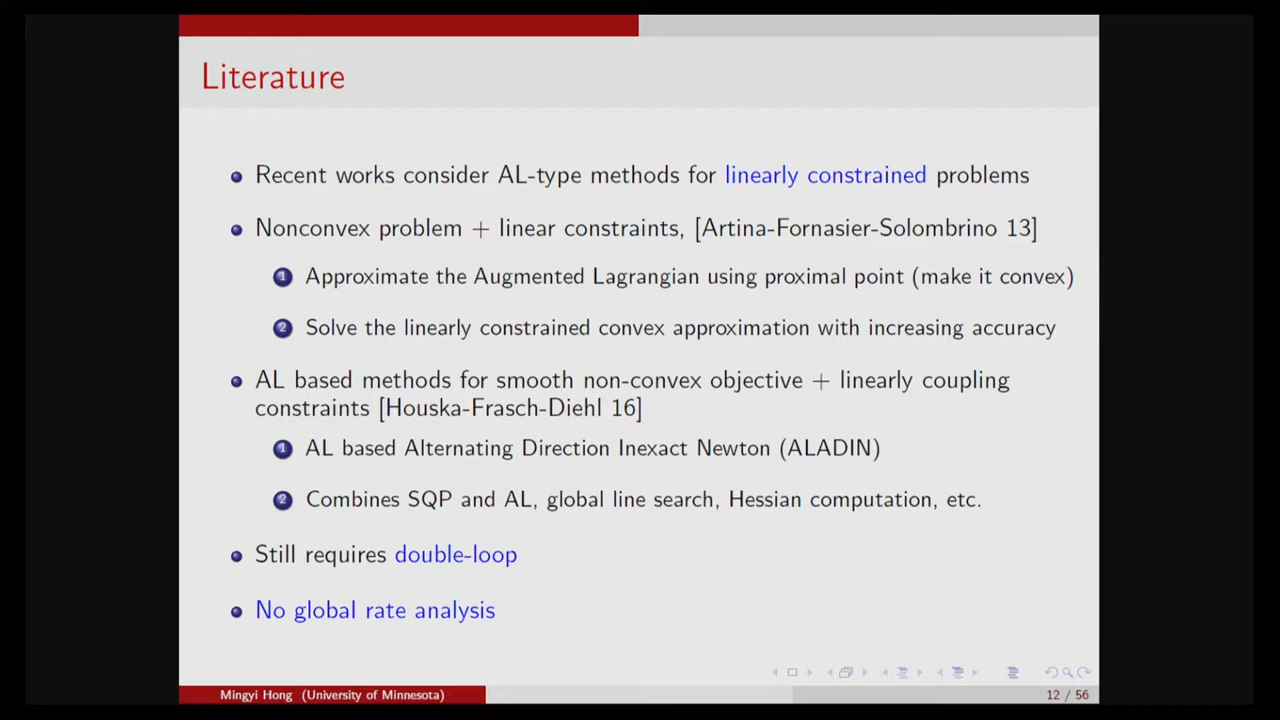 Literature
Recent works consider AL-type methods for linearly constrained problems
Nonconvex problem + linear constraints, [Artina-Fornasier-Solombrino 13]
1 Approximate the Augmented Lagrangian using proximal point (make it convex)
2 Solve the linearly constrained convex approximation with increasing accuracy
AL based methods for smooth non-convex objective + linearly coupling
constraints [Houska-Frasch-Diehl 16]
1 AL based Alternating Direction Inexact Newton (ALADIN)
2 Combines SQP and AL, global line search, Hessian computation, etc.
Still requires double-loop
No global rate analysis
Mingyi Hong (University of Minnesota)
12 / 56